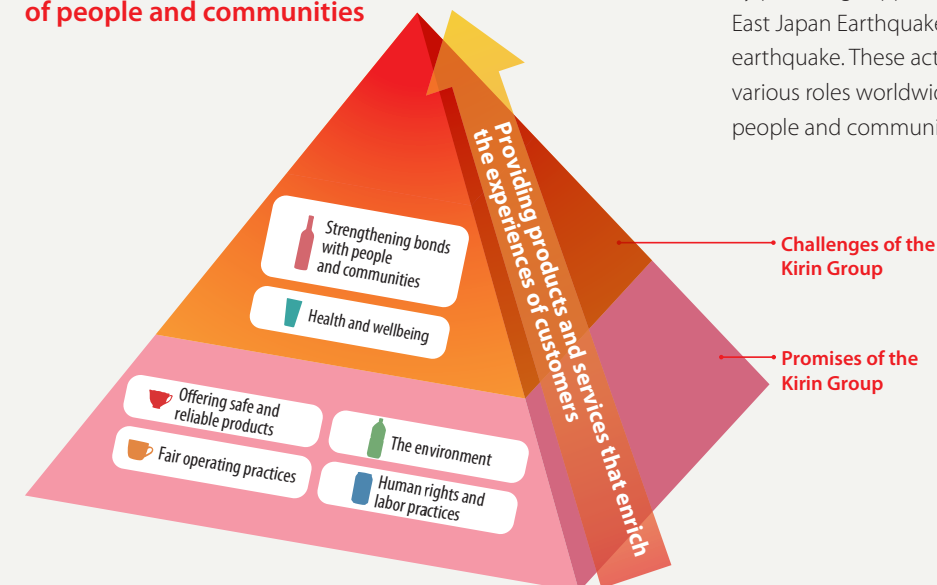 of people and communities
East Japan Earthquake
earthquake. These act
various roles worldwid
people and communi
Providing products and services that enrich
the experiences of customers
Strengthening bonds
with people
and communities
Health and wellbeing
Challenges of the
Kirin Group
Promises of the
Kirin Group
Offering safe and
reliable products
The environment
Fair operating practices
Human rights and
labor practices